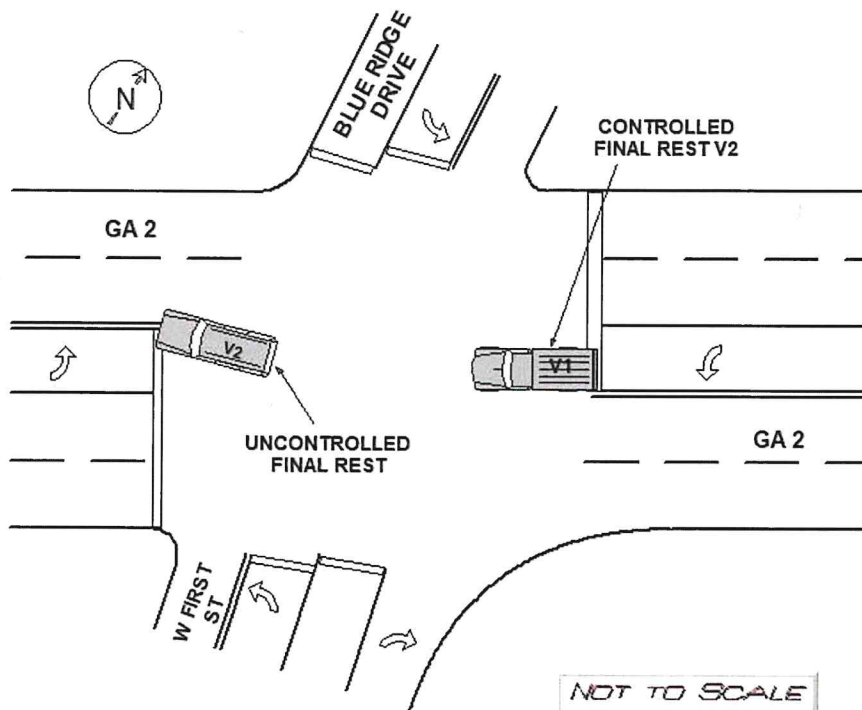 BLUE RIDGE
DRIVE
N
CONTROLLED
FINAL REST V2
GA 2
V2
V1
UNCONTROLLED
FINAL REST
GA 2
W FIRST
ST
NOT TO SCALE